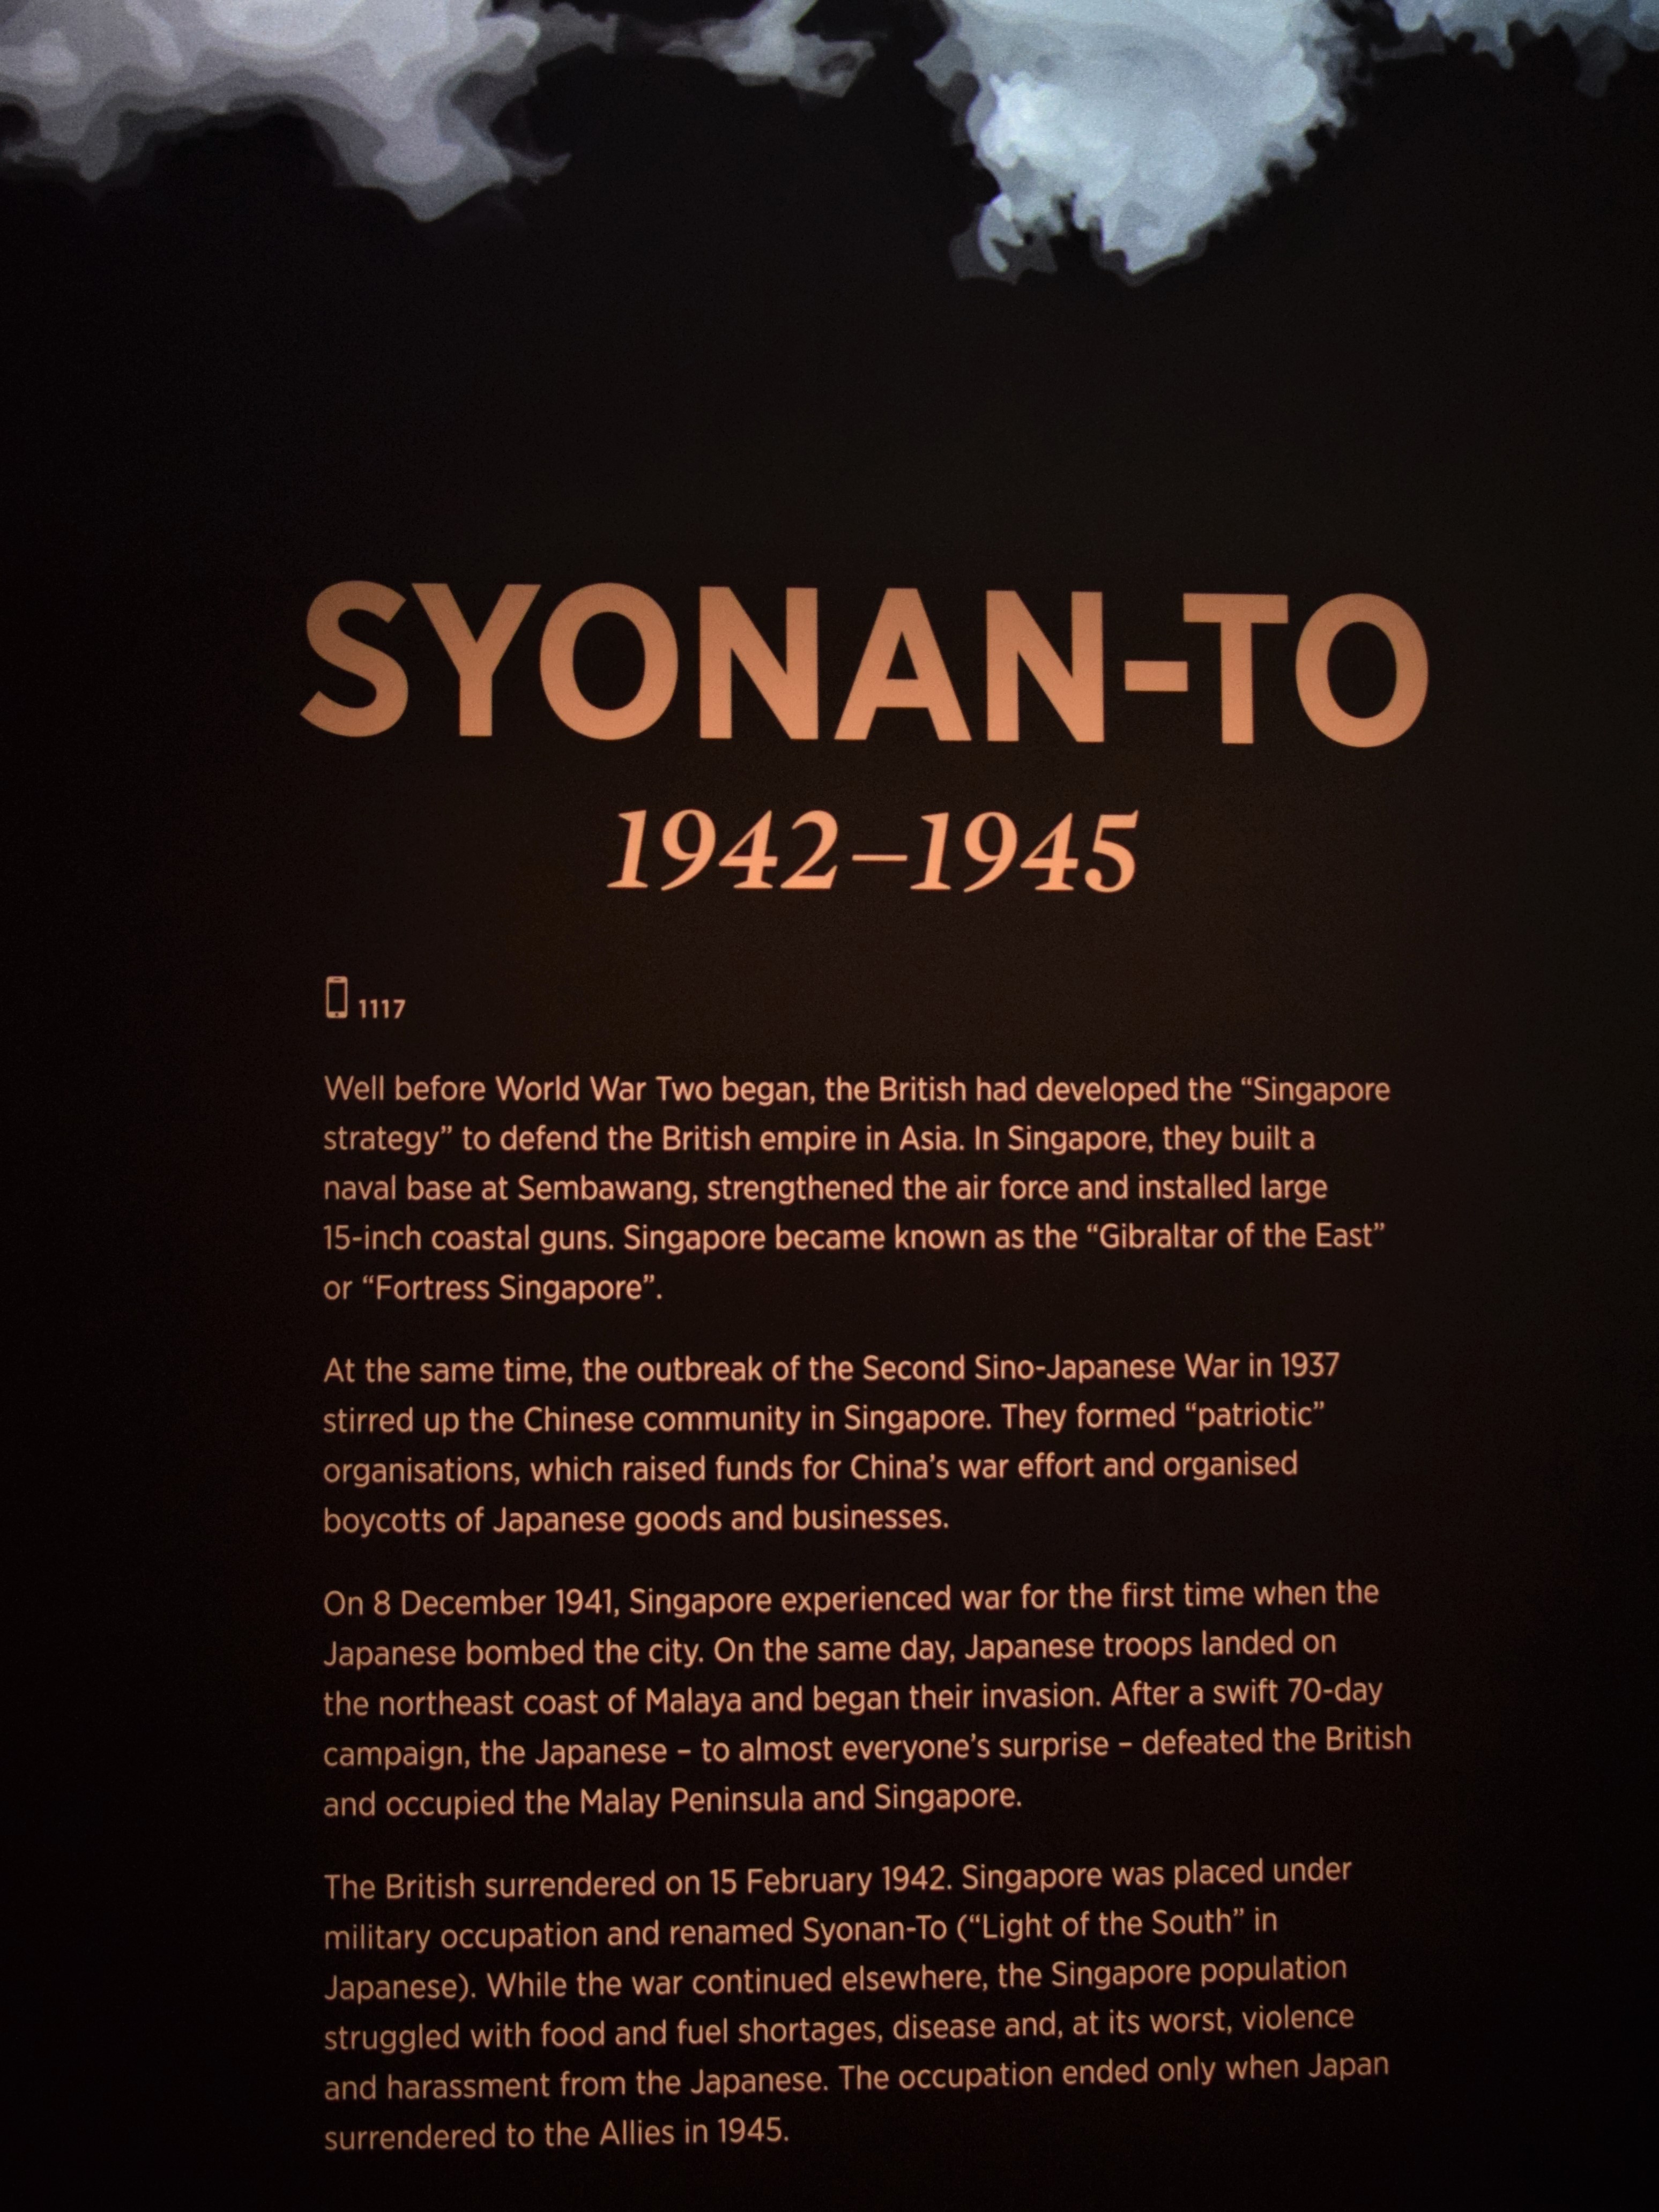 SYONAN-TO
1942–1945
1117
Well before World War Two began, the British had developed the “Singapore
strategy” to defend the British empire in Asia. In Singapore, they built a
naval base at Sembawang, strengthened the air force and installed large
15-inch coastal guns. Singapore became known as the “Gibraltar of the East”
or “Fortress Singapore”.
At the same time, the outbreak of the Second Sino-Japanese War in 1937
stirred up the Chinese community in Singapore. They formed “patriotic”
organisations, which raised funds for China’s war effort and organised
boycotts of Japanese goods and businesses.
On 8 December 1941, Singapore experienced war for the first time when the
Japanese bombed the city. On the same day, Japanese troops landed on
the northeast coast of Malaya and began their invasion. After a swift 70-day
campaign, the Japanese – to almost everyone’s surprise – defeated the British
and occupied the Malay Peninsula and Singapore.
The British surrendered on 15 February 1942. Singapore was placed under
military occupation and renamed Syonan-To (“Light of the South” in
Japanese). While the war continued elsewhere, the Singapore population
struggled with food and fuel shortages, disease and, at its worst, violence
and harassment from the Japanese. The occupation ended only when Japan
surrendered to the Allies in 1945.